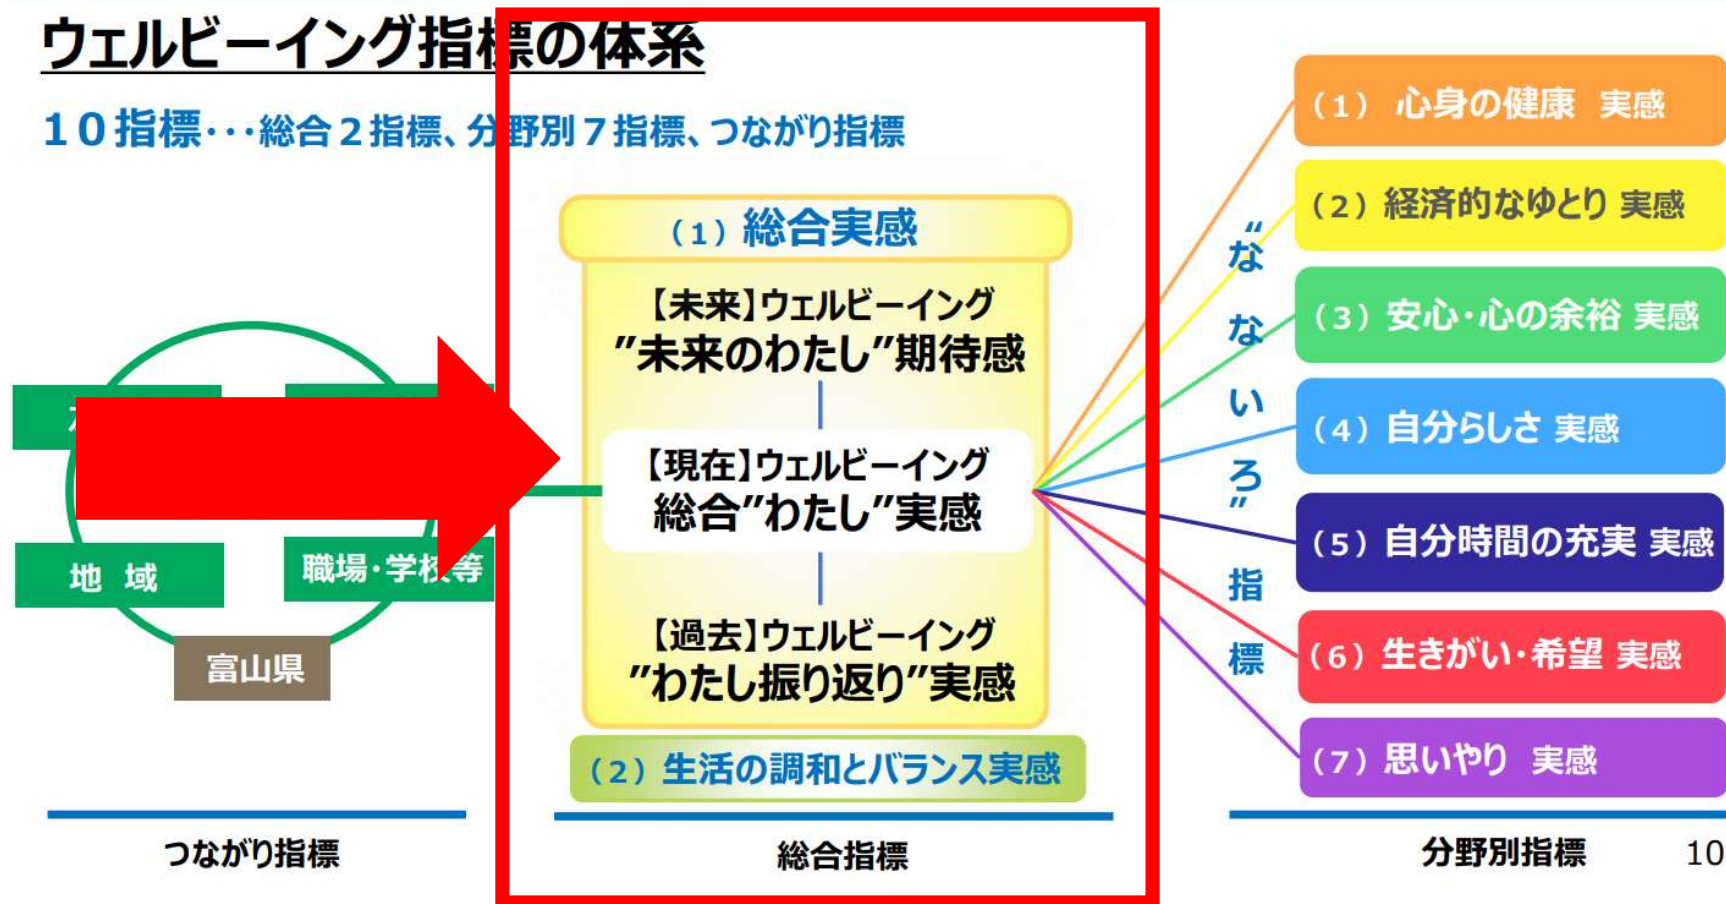 ウェルビーイング指標の体系
10指標･･･総合2指標、分野別7指標、つながり指標
地 域
職場・学校等
富山県
つながり指標
(1) 総合実感
【未来】ウェルビーイング
”未来のわたし”期待感
【現在】ウェルビーイング
総合”わたし”実感
【過去】ウェルビーイング
”わたし振り返り”実感
(2) 生活の調和とバランス実感
総合指標
“なないろ”指標
(1) 心身の健康 実感
(2) 経済的なゆとり 実感
(3) 安心・心の余裕 実感
(4) 自分らしさ 実感
(5) 自分時間の充実 実感
(6) 生きがい・希望 実感
(7) 思いやり 実感
分野別指標
10